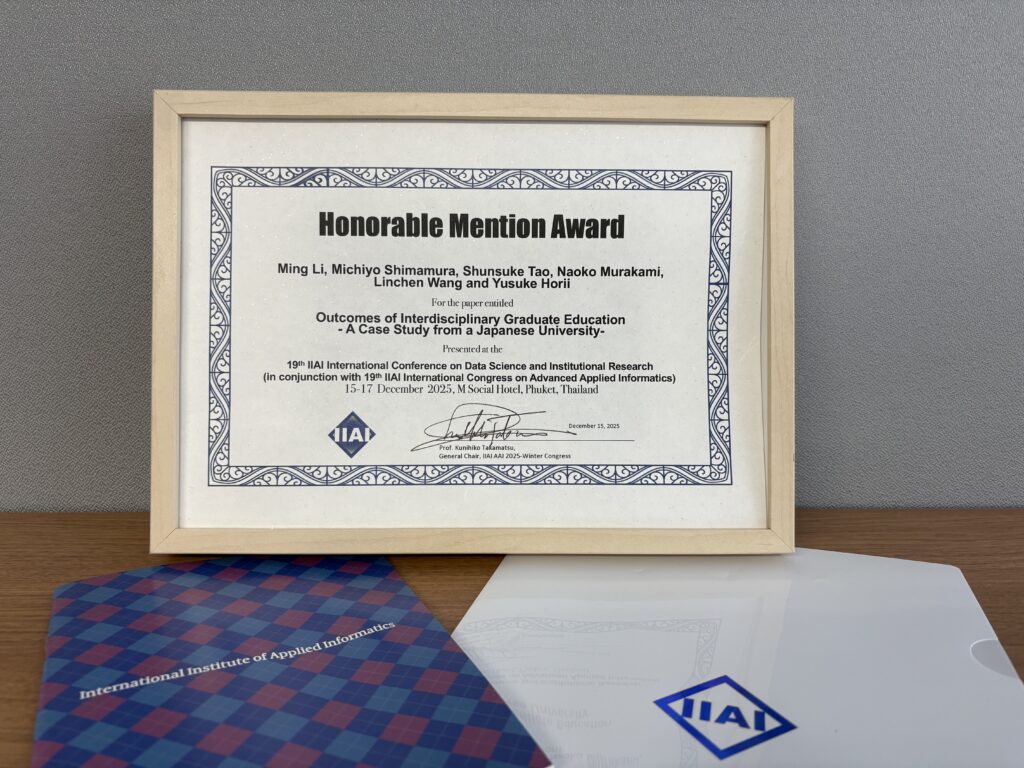 Honorable Mention Award
Ming Li, Michiyo Shimamura, Shunsuke Tao, Naoko Murakami,
Linchen Wang and Yusuke Horii
For the paper entitled
Outcomes of Interdisciplinary Graduate Education
- A Case Study from a Japanese University-
Presented at the
19th IIAI International Conference on Data Science and Institutional Research
(in conjunction with 19th IIAI International Congress on Advanced Applied Informatics)
15-17 December 2025, M Social Hotel, Phuket, Thailand
IIAI
December 15, 2025
Prof. Kunihiko Takamatsu,
General Chair, IIAI AAI 2025-Winter Congress
International Institute of Applied Informatics
IIAI